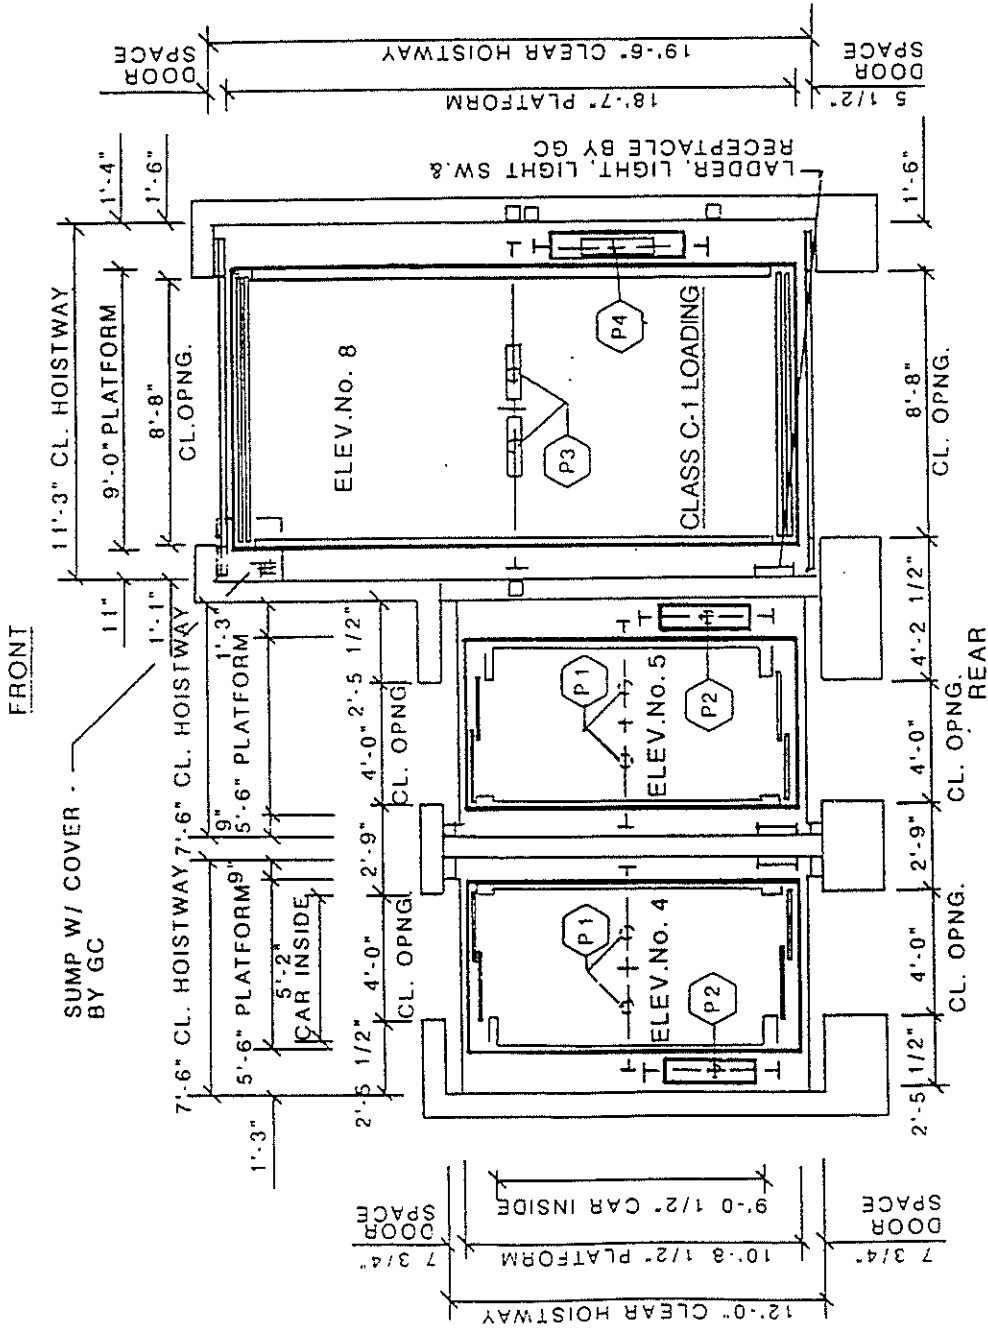 FRONT
SUMP W/ COVER -
BY GC
11'-3" CL. HOISTWAY
9'-0" PLATFORM
8'-8"
CL. OPNG.
1'-4"
1'-6"
11"
1'-1"
7'-6" CL. HOISTWAY
7'-6" CL. HOISTWAY
1'-3"
5'-6" PLATFORM
9"
9"
5'-6" PLATFORM
5'-2"
CAR INSIDE
1'-3"
2'-5 1/2"
4'-0"
CL. OPNG.
2'-9"
4'-0"
CL. OPNG
2'-5 1/2"
DOOR
SPACE
19'-6" CLEAR HOISTWAY
18'-7" PLATFORM
5 1/2"
DOOR
SPACE
LADDER, LIGHT, LIGHT SW.&
RECEPTACLE BY GC
ELEV.No. 8
P3
P4
CLASS C-1 LOADING
P1
ELEV.No. 5
P2
P1
ELEV.No. 4
P2
7 3/4"
DOOR
SPACE
12'-0" CLEAR HOISTWAY
10'-8 1/2" PLATFORM
9'-0 1/2" CAR INSIDE
7 3/4"
DOOR
SPACE
2'-5 1/2"
4'-0"
CL. OPNG.
2'-9"
4'-0"
CL. OPNG.
4'-2 1/2"
8'-8"
CL. OPNG.
1'-6"
REAR